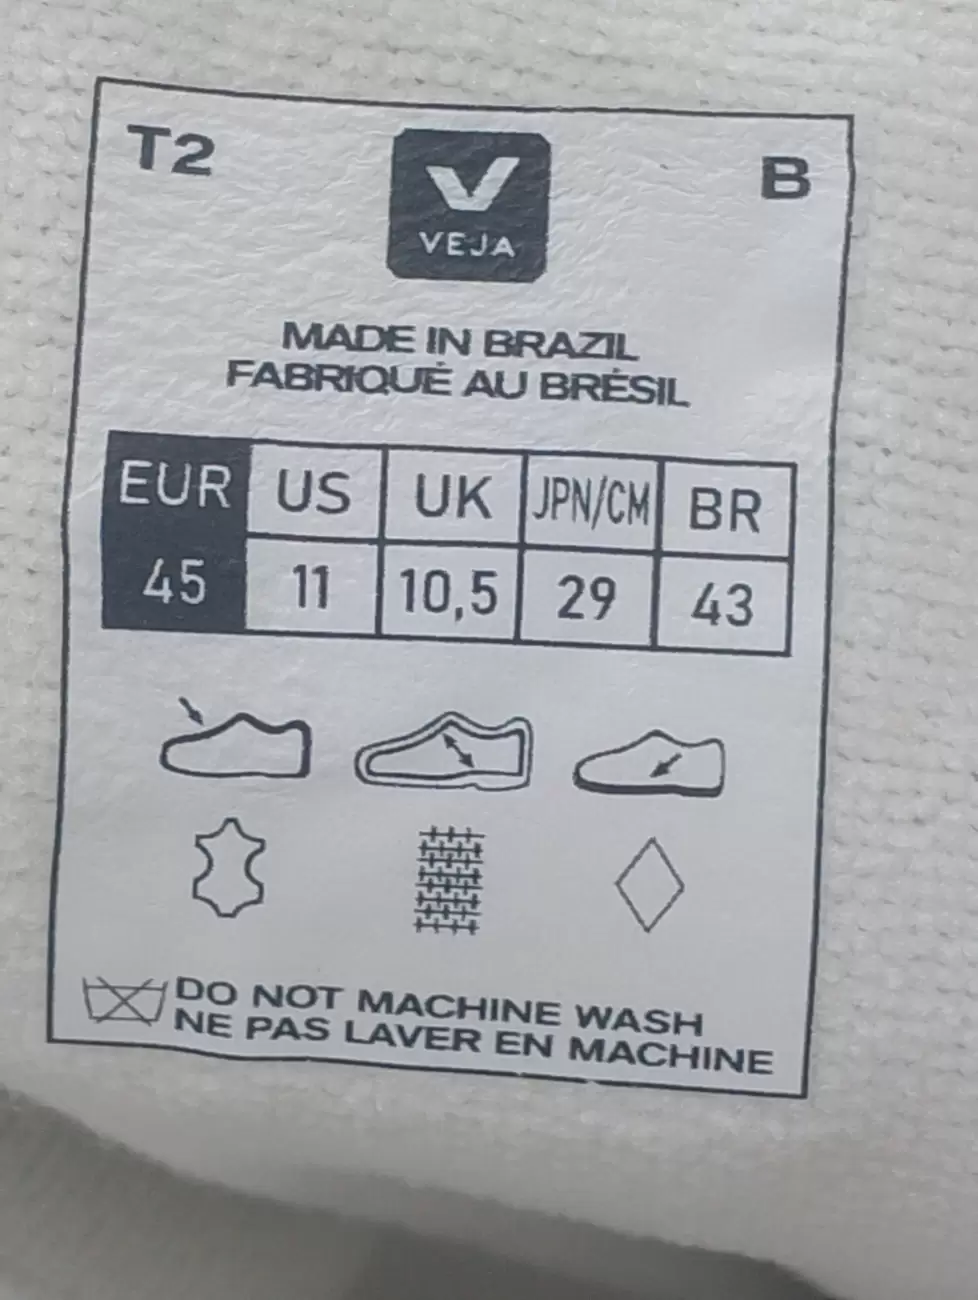 T2
B
VEJA
MADE IN BRAZIL
FABRIQUÉ AU BRÉSIL
EUR US UK JPN/CM BR
45 11 10,5 29 43
DO NOT MACHINE WASH
NE PAS LAVER EN MACHINE